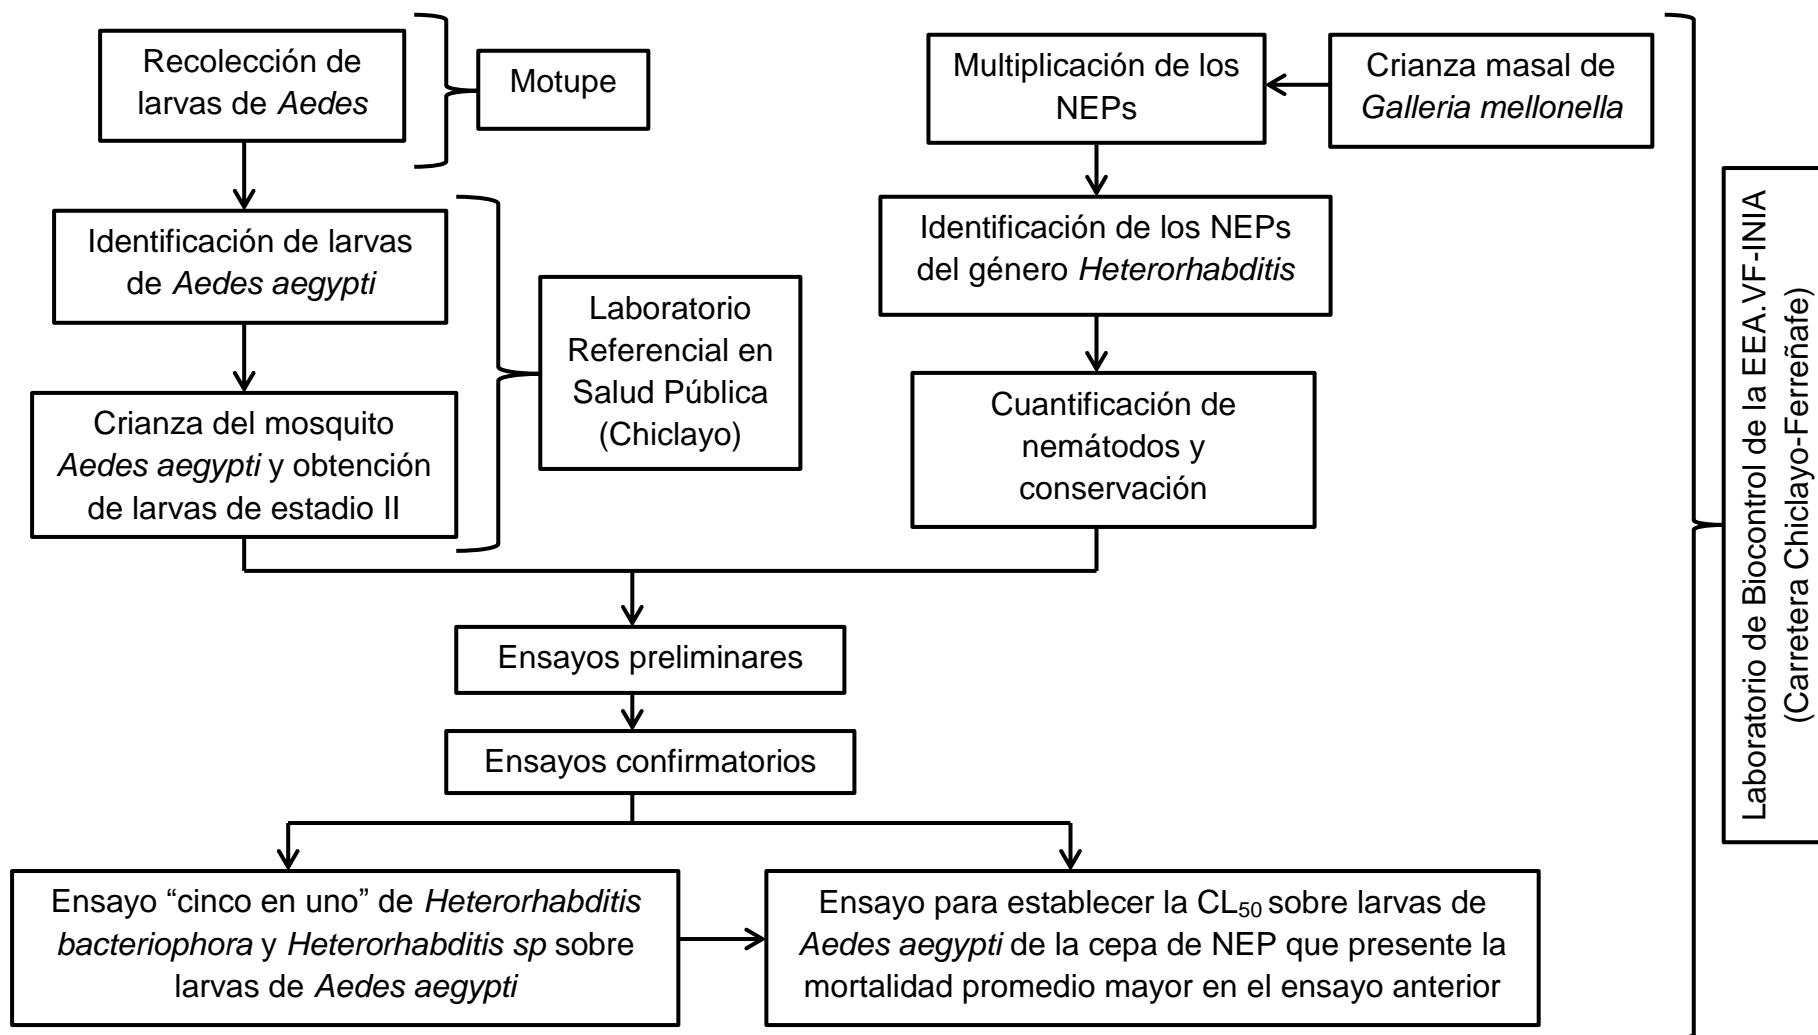 Recolección de
larvas de Aedes
Motupe
Identificación de larvas
de Aedes aegypti
Crianza del mosquito
Aedes aegypti y obtención
de larvas de estadio II
Laboratorio
Referencial en
Salud Pública
(Chiclayo)
Multiplicación de los
NEPs
Crianza masal de
Galleria mellonella
Identificación de los NEPs
del género Heterorhabditis
Cuantificación de
nemátodos y
conservación
Laboratorio de Biocontrol de la EEA.VF-INIA
(Carretera Chiclayo-Ferreñafe)
Ensayos preliminares
Ensayos confirmatorios
Ensayo “cinco en uno” de Heterorhabditis
bacteriophora y Heterorhabditis sp sobre
larvas de Aedes aegypti
Ensayo para establecer la CL50 sobre larvas de
Aedes aegypti de la cepa de NEP que presente la
mortalidad promedio mayor en el ensayo anterior